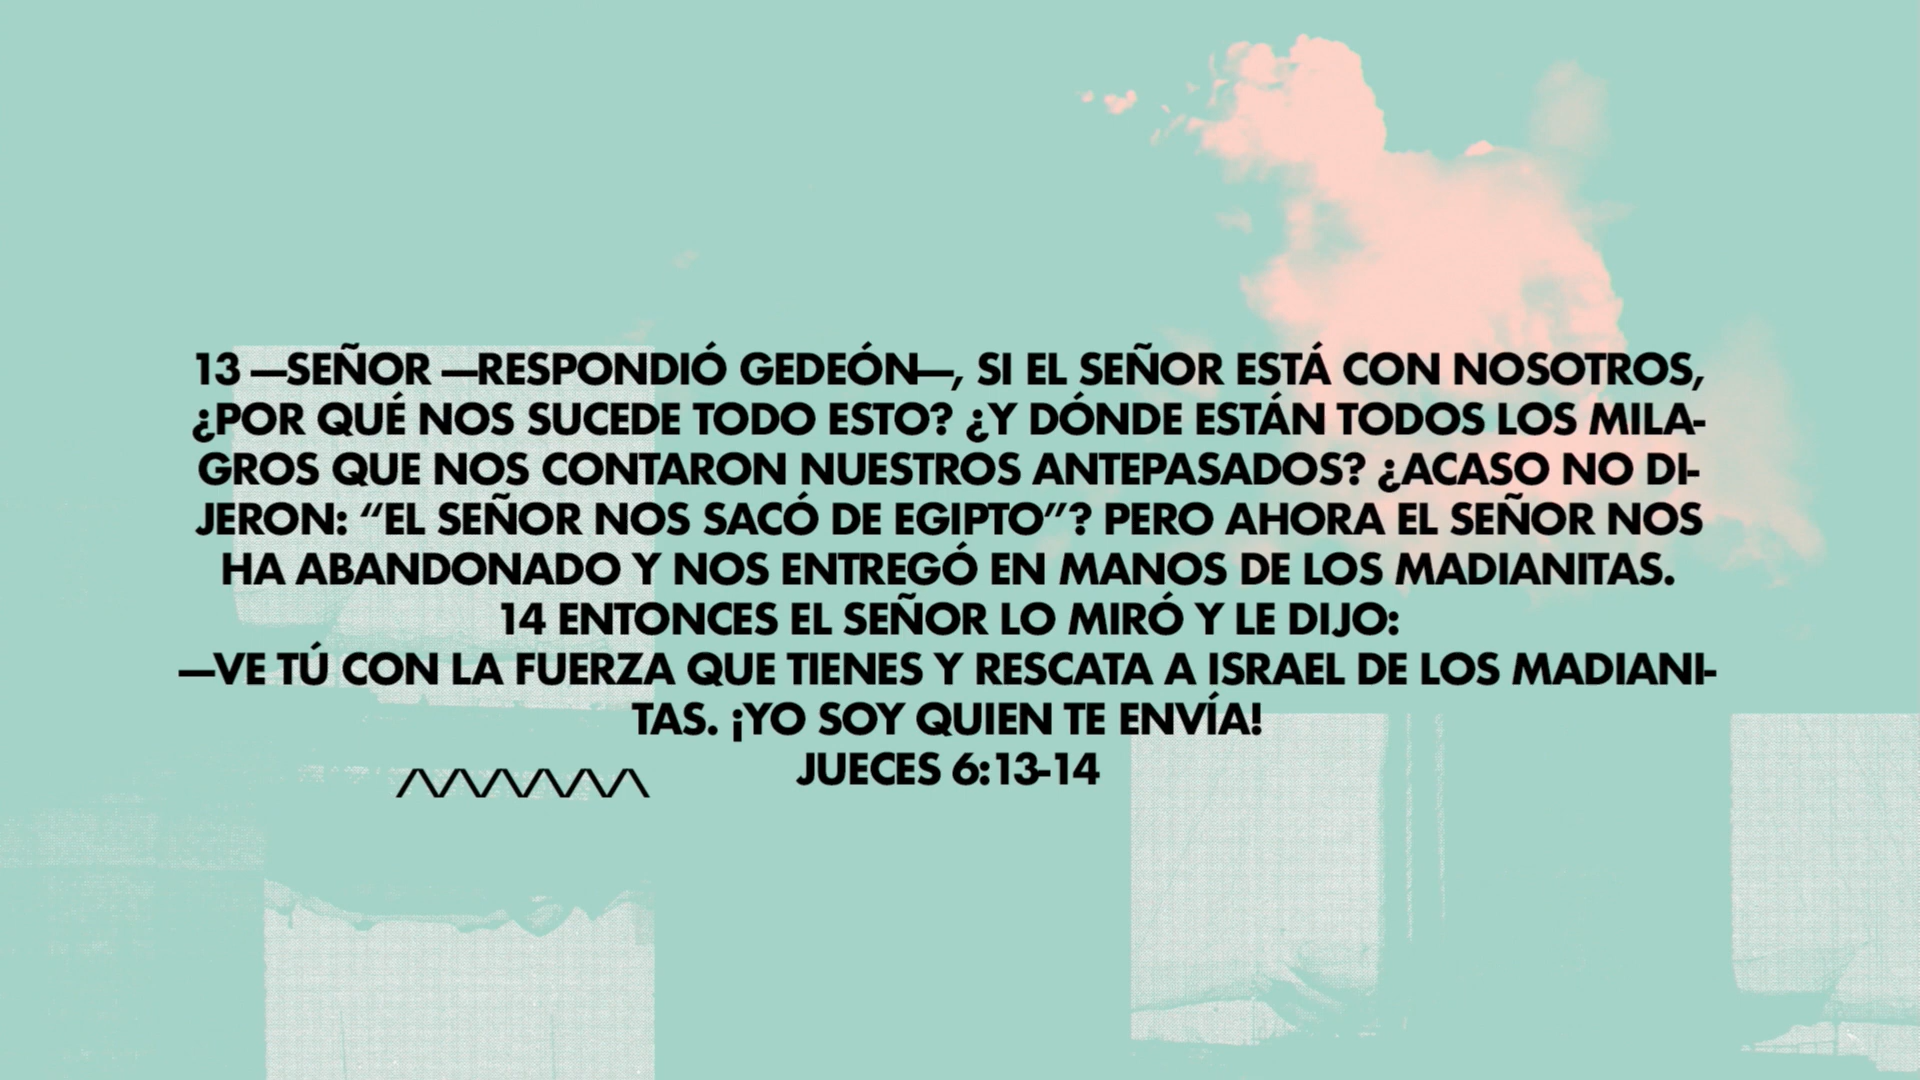 13 —SEÑOR —RESPONDIÓ GEDEÓN—, SI EL SEÑOR ESTÁ CON NOSOTROS,
¿POR QUÉ NOS SUCEDE TODO ESTO? ¿Y DÓNDE ESTÁN TODOS LOS MILA-
GROS QUE NOS CONTARON NUESTROS ANTEPASADOS? ¿ACASO NO DI-
JERON: “EL SEÑOR NOS SACÓ DE EGIPTO”? PERO AHORA EL SEÑOR NOS
HA ABANDONADO Y NOS ENTREGÓ EN MANOS DE LOS MADIANITAS.
14 ENTONCES EL SEÑOR LO MIRÓ Y LE DIJO:
—VE TÚ CON LA FUERZA QUE TIENES Y RESCATA A ISRAEL DE LOS MADIANI-
TAS. ¡YO SOY QUIEN TE ENVÍA!
JUECES 6:13-14